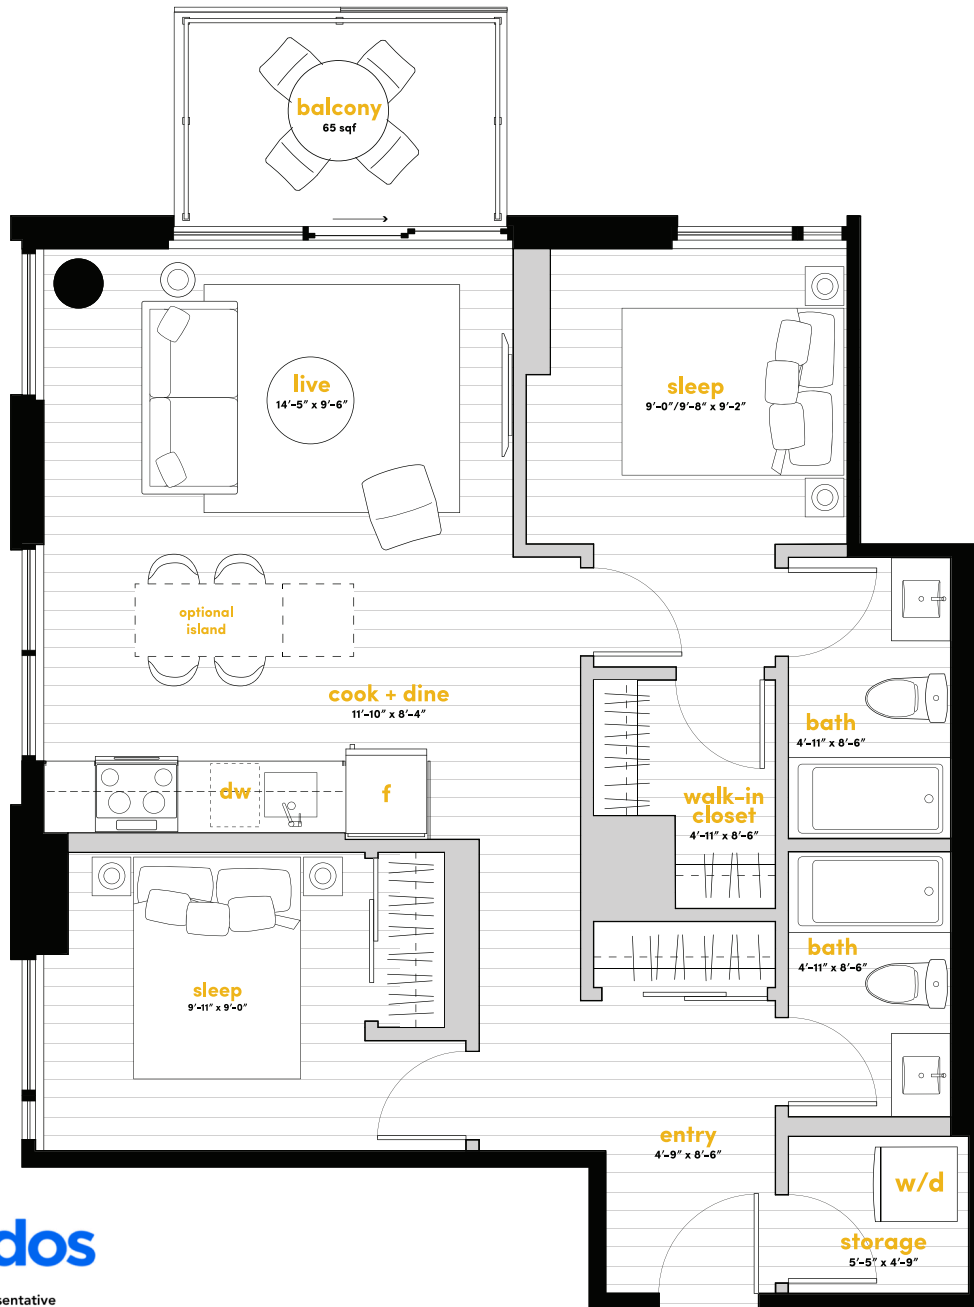 balcony
65 sqf
live
14'-5" x 9'-6"
sleep
9'-0"/9'-8" x 9'-2"
optional
island
cook + dine
11'-10" x 8'-4"
bath
4'-11" x 8'-6"
dw
f
walk-in
closet
4'-11" x 8'-6"
bath
4'-11" x 8'-6"
sleep
9'-11" x 9'-0"
entry
4'-9" x 8'-6"
w/d
storage
5'-5" x 4'-9"
dos
sentative